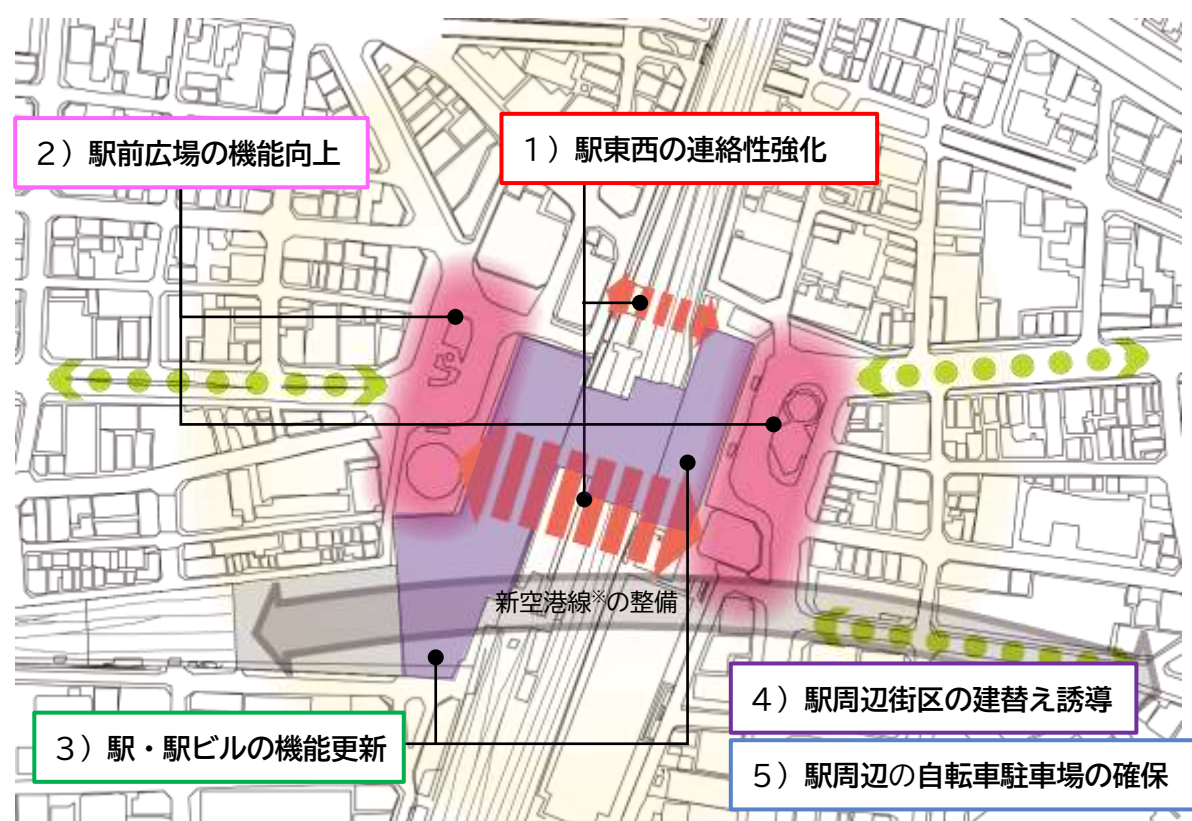 2）駅前広場の機能向上
1）駅東西の連絡性強化
新空港線※の整備
3）駅・駅ビルの機能更新
4）駅周辺街区の建替え誘導
5）駅周辺の自転車駐車場の確保